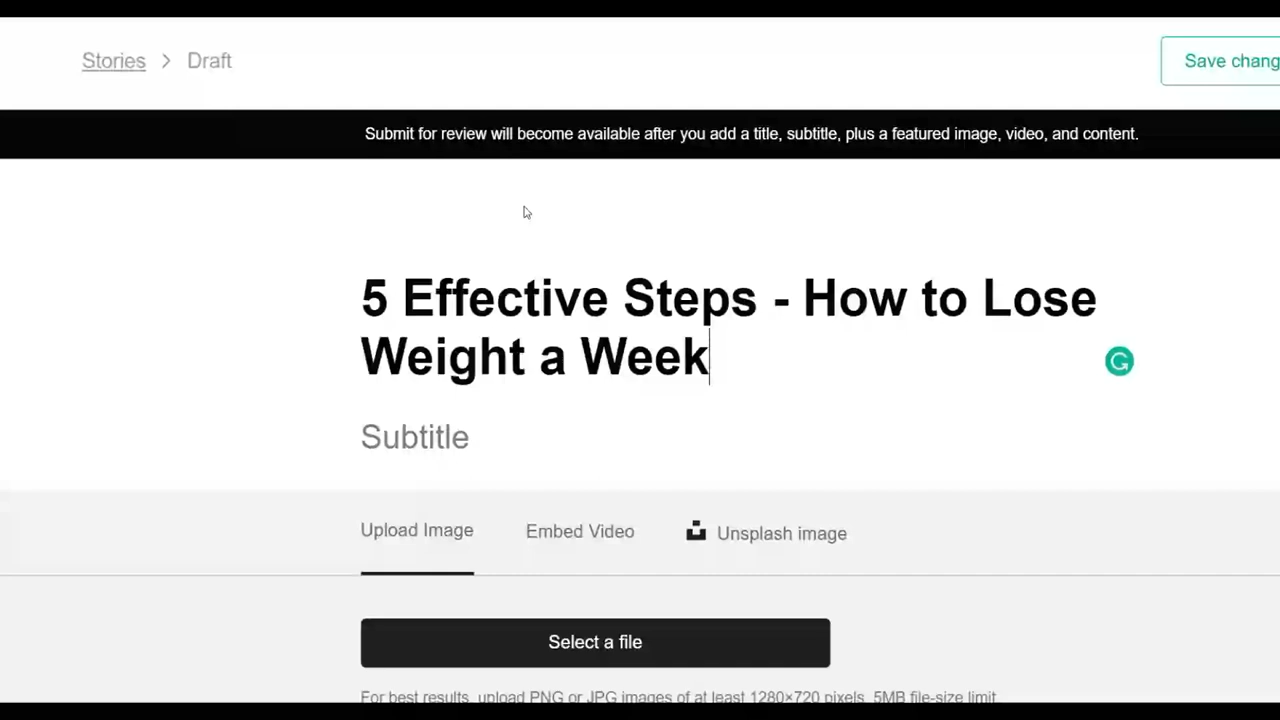 Stories > Draft
Save chang
Submit for review will become available after you add a title, subtitle, plus a featured image, video, and content.
5 Effective Steps - How to Lose
Weight a Week
Subtitle
Upload Image
Embed Video
Unsplash image
Select a file
For best results, upload PNG or JPG images of at least 1280×720 pixels. 5MB file-size limit.